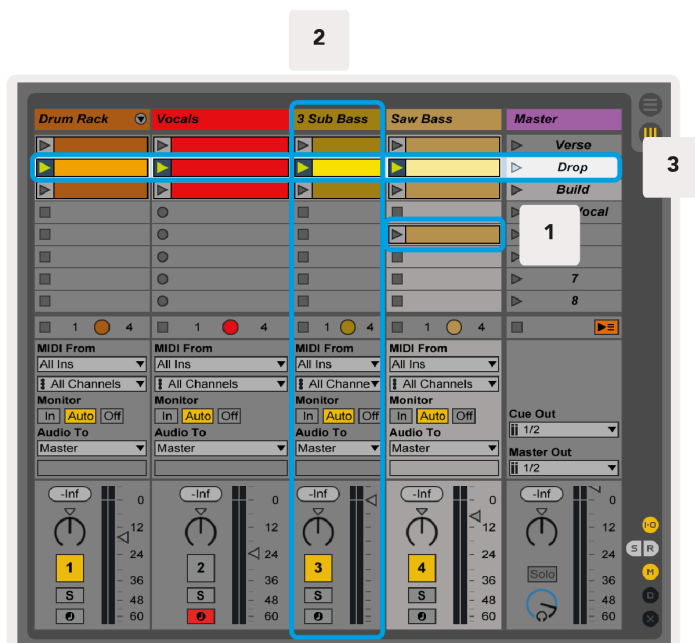 2
Drum Rack Vocals 3 Sub Bass Saw Bass Master
Verse
Drop
3
Build
ocal
1
7
8
1 4 1 4 1 4 1 4
MIDI From MIDI From MIDI From MIDI From
All Ins All Ins All Ins All Ins
All Channels All Channels All Channe All Channels
Monitor Monitor Monitor Monitor
In Auto Off In Auto Off In Auto Off In Auto Off Cue Out
Audio To Audio To Audio To Audio To 1/2
Master Master Master Master Master Out
1/2
-Inf -Inf -Inf -Inf -Inf
0 0 0 0 0
12 12 12 12 12 I·O
24 24 24 24 24 S R
1 2 3 4 Solo M
36 36 36 36 36
S S S S D
48 48 48 48 48
60 60 60 60 60 X